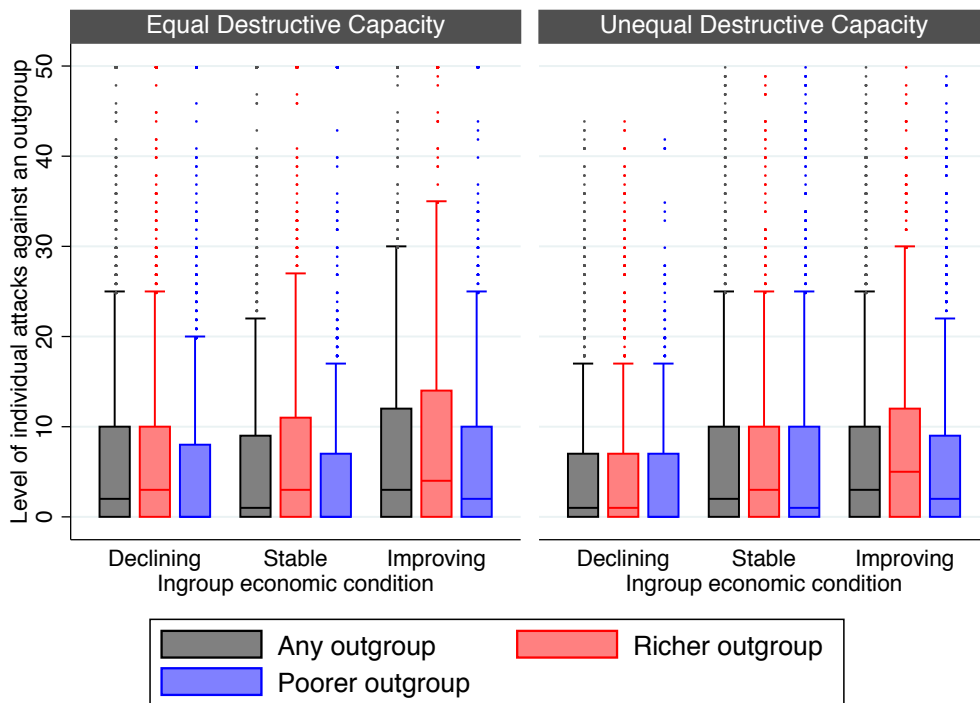 Equal Destructive Capacity
Unequal Destructive Capacity
Level of individual attacks against an outgroup
50
40
30
20
10
0
Declining Stable Improving
Ingroup economic condition
Declining Stable Improving
Ingroup economic condition
Any outgroup
Richer outgroup
Poorer outgroup